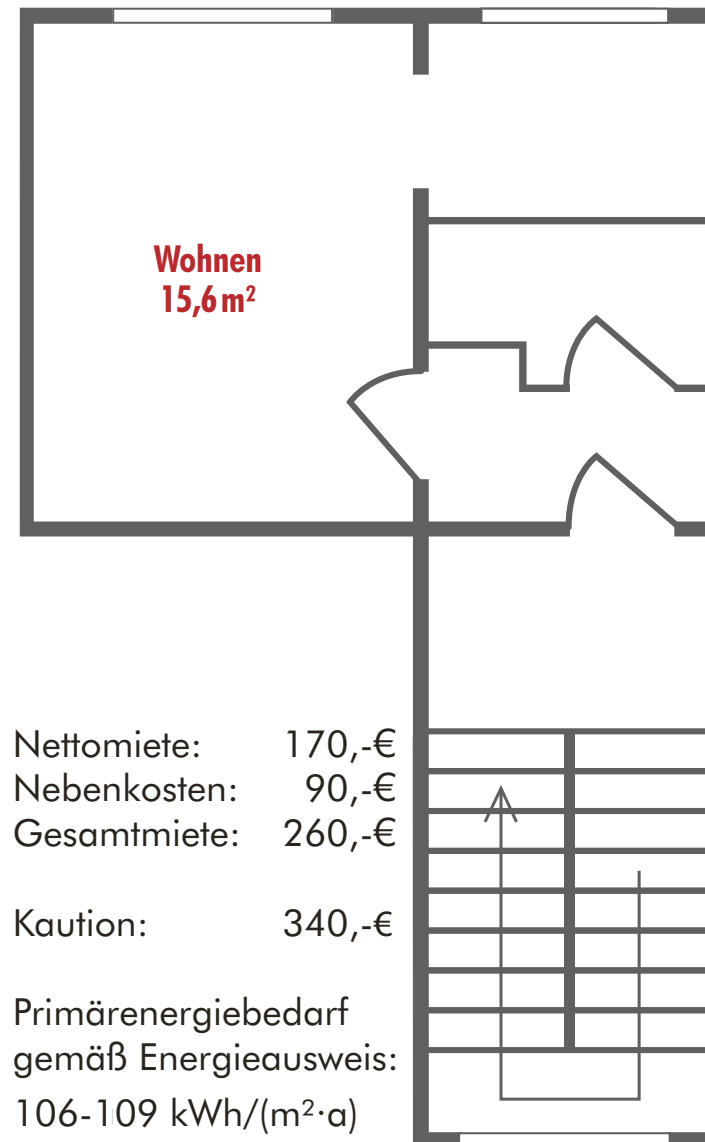 Wohnen
15,6 m²
Nettomiete: 170,-€
Nebenkosten: 90,-€
Gesamtmiete: 260,-€
Kaution: 340,-€
Primärenergiebedarf
gemäß Energieausweis:
106-109 kWh/(m²·a)